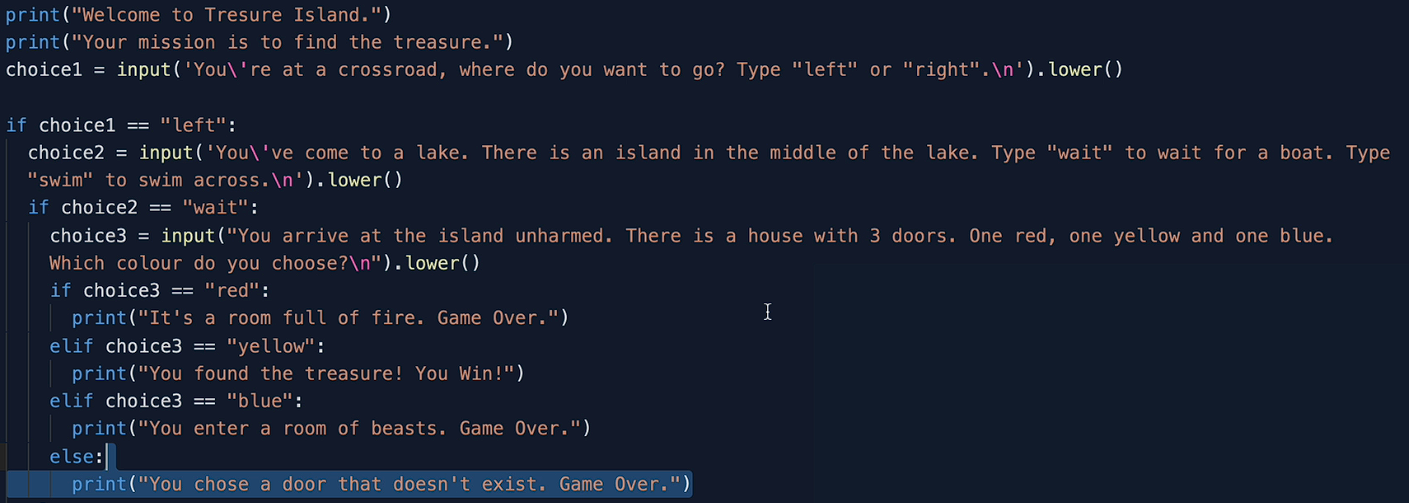 print("Welcome to Tresure Island.")
print("Your mission is to find the treasure.")
choice1 = input('You\'re at a crossroad, where do you want to go? Type "left" or "right".\n').lower()
if choice1 == "left":
choice2 = input('You\'ve come to a lake. There is an island in the middle of the lake. Type "wait" to wait for a boat. Type
"swim" to swim across.\n').lower()
if choice2 == "wait":
choice3 = input("You arrive at the island unharmed. There is a house with 3 doors. One red, one yellow and one blue.
Which colour do you choose?\n").lower()
if choice3 == "red":
print("It's a room full of fire. Game Over.")
elif choice3 == "yellow":
print("You found the treasure! You Win!")
elif choice3 == "blue":
print("You enter a room of beasts. Game Over.")
else:
print("You chose a door that doesn't exist. Game Over.")